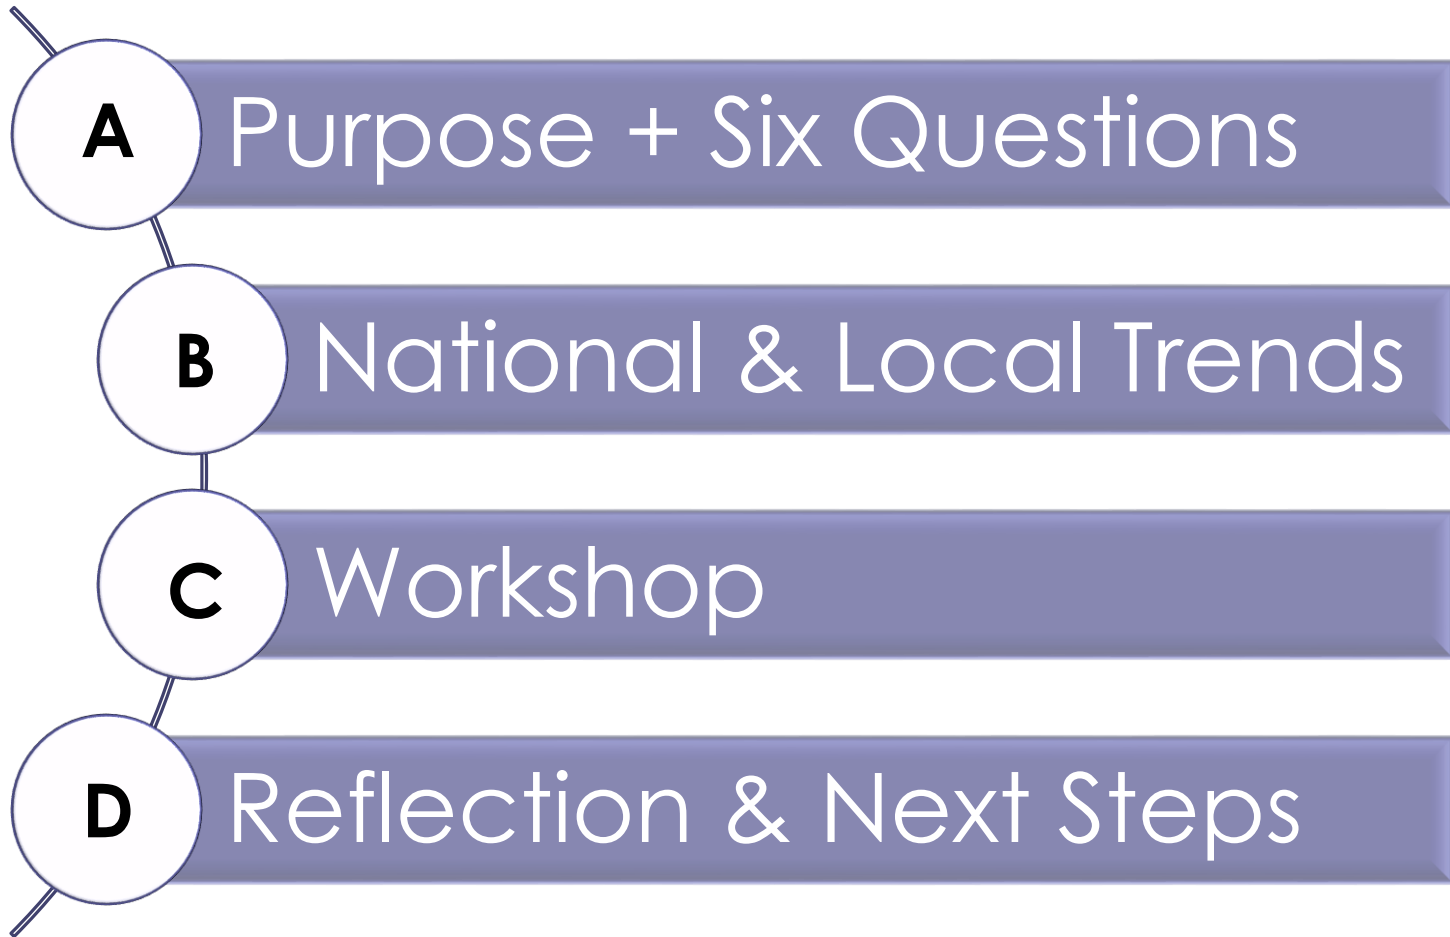 A Purpose + Six Questions
B National & Local Trends
C Workshop
D Reflection & Next Steps